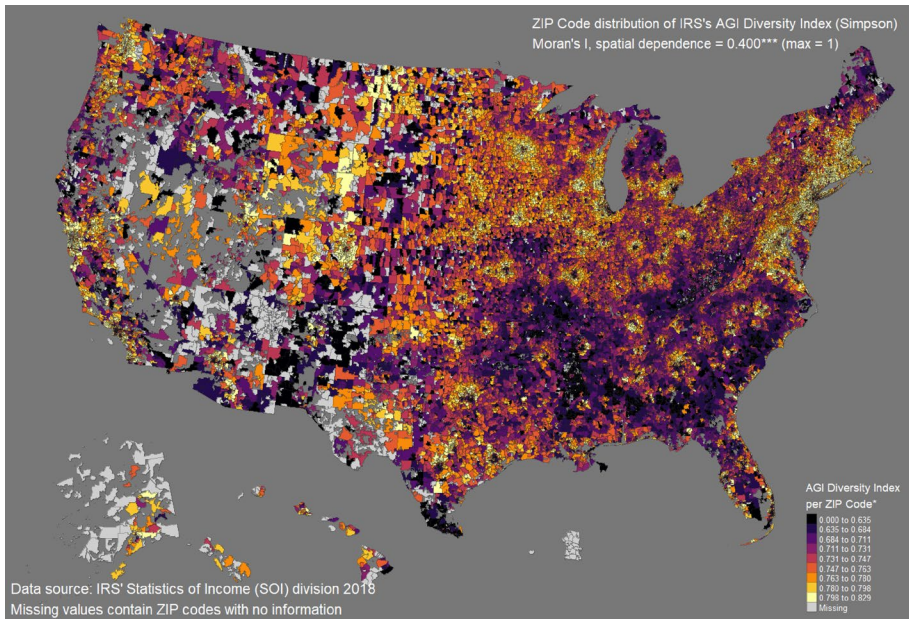 ZIP Code distribution of IRS's AGI Diversity Index (Simpson)
Moran's I, spatial dependence = 0.400*** (max = 1)
AGI Diversity Index
per ZIP Code*
0.000 to 0.635
0.635 to 0.684
0.684 to 0.711
0.711 to 0.731
0.731 to 0.747
0.747 to 0.763
0.763 to 0.780
0.780 to 0.798
0.798 to 0.829
Missing
Data source: IRS' Statistics of Income (SOI) division 2018
Missing values contain ZIP codes with no information